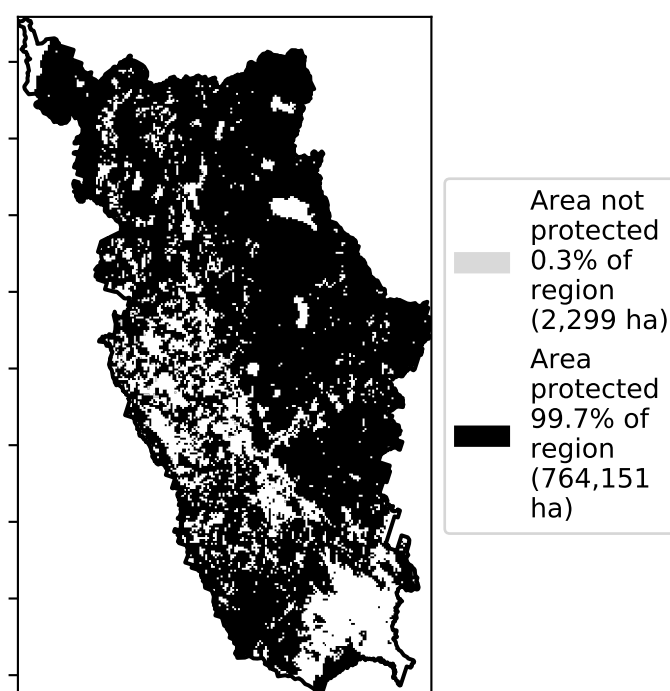 Area not
protected
0.3% of
region
(2,299 ha)
Area
protected
99.7% of
region
(764,151
ha)